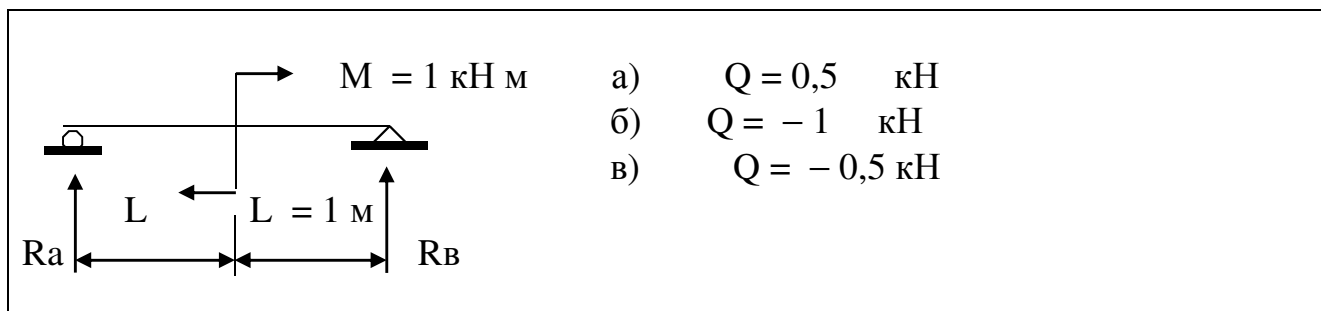 M = 1 кН м а) Q = 0,5 кН
б) Q = – 1 кН
в) Q = – 0,5 кН
L L = 1 м
Ra Rв